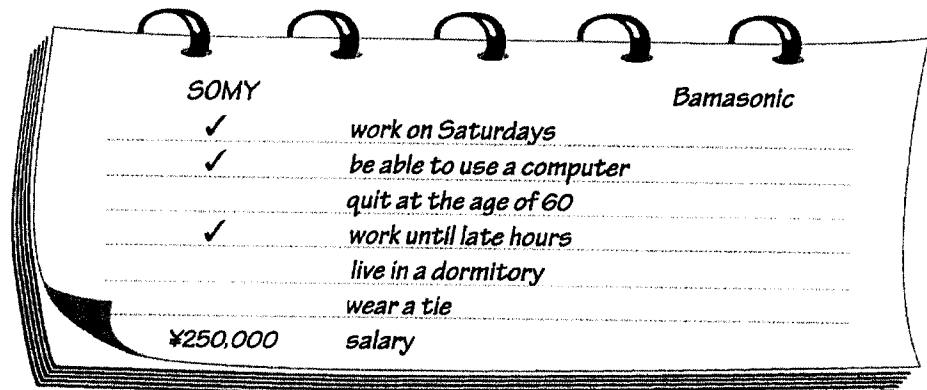 SOMY Bamasonic
✓ work on Saturdays
✓ be able to use a computer
quit at the age of 60
✓ work until late hours
live in a dormitory
wear a tie
¥250,000 salary